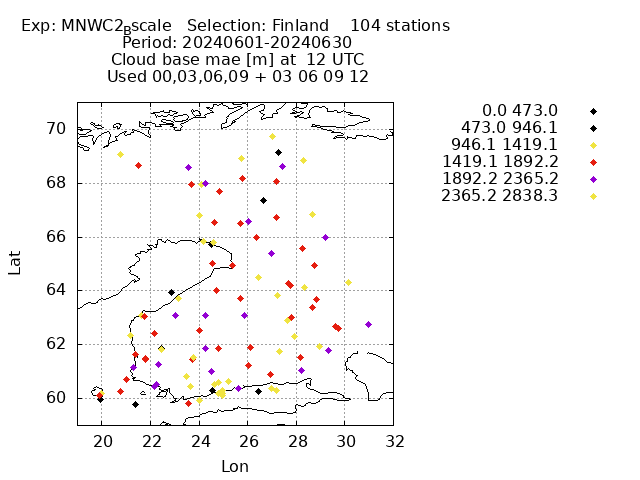 Exp: MNWC2Bscale   Selection: Finland    104 stations
Period: 20240601-20240630
Cloud base mae [m] at  12 UTC
Used 00,03,06,09 + 03 06 09 12
0.0 473.0
473.0 946.1
946.1 1419.1
1419.1 1892.2
1892.2 2365.2
2365.2 2838.3
70
68
66
64
62
60
Lat
20 22 24 26 28 30 32
Lon